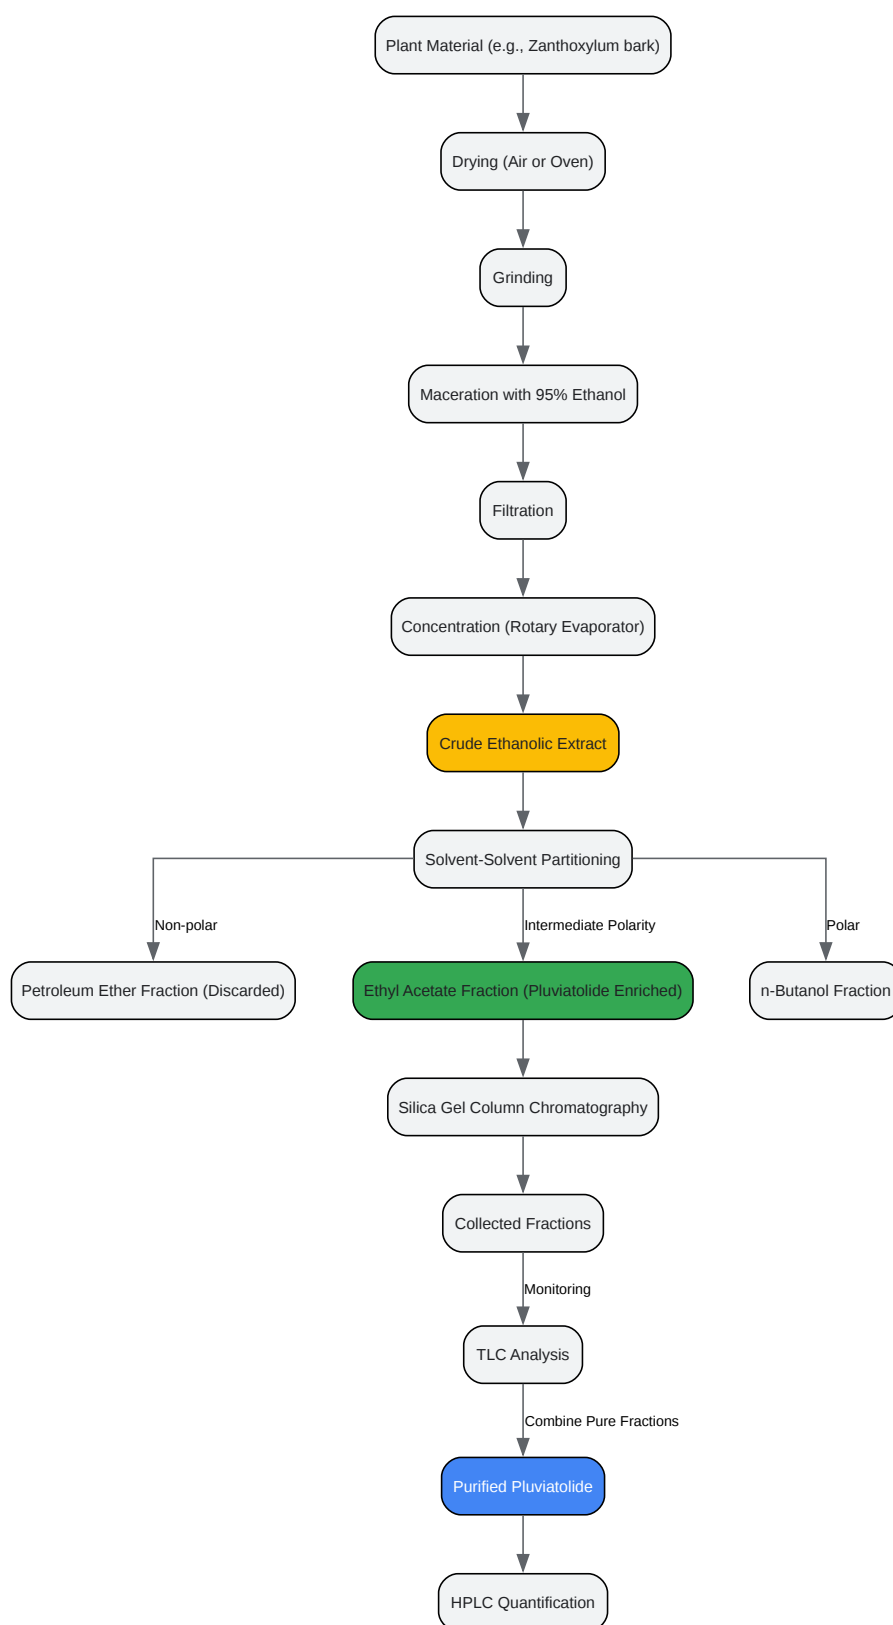 Plant Material (e.g., Zanthoxylum bark)
Drying (Air or Oven)
Grinding
Maceration with 95% Ethanol
Filtration
Concentration (Rotary Evaporator)
Crude Ethanolic Extract
Solvent-Solvent Partitioning
Non-polar
Intermediate Polarity
Polar
Petroleum Ether Fraction (Discarded)
Ethyl Acetate Fraction (Pluviatolide Enriched)
n-Butanol Fraction
Silica Gel Column Chromatography
Collected Fractions
Monitoring
TLC Analysis
Combine Pure Fractions
Purified Pluviatolide
HPLC Quantification